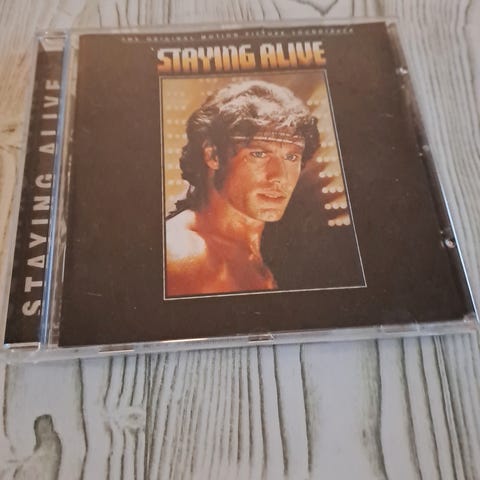 THE ORIGINAL MOTION PICTURE SOUNDTRACK
STAYING ALIVE
STAYING ALIVE